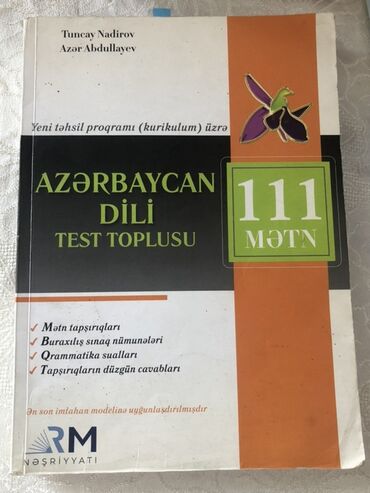 Tuncay Nadirov
Azər Abdullayev
Yeni təhsil proqramı (kurikulum) üzrə
AZƏRBAYCAN
DİLİ
TEST TOPLUSU
111
MƏTN
Mətn tapşırıqları
Buraxılış sınaq nümunələri
Qrammatika sualları
Tapşırıqların düzgün cavabları
Ən son imtahan modelinə uyğunlaşdırılmışdır
RM
NƏŞRİYYATI